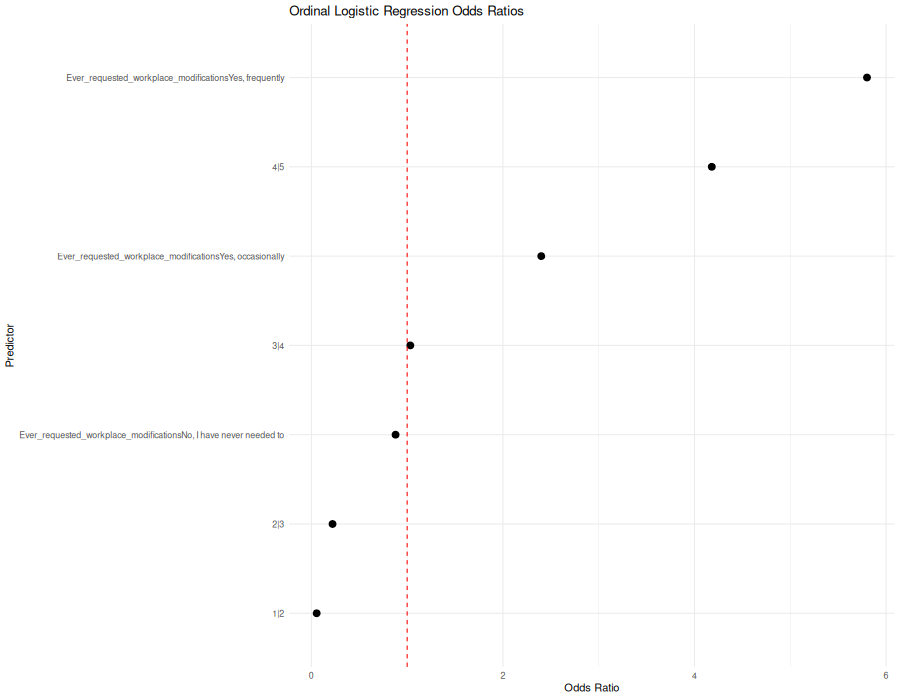 Ordinal Logistic Regression Odds Ratios
Ever_requested_workplace_modificationsYes, frequently
4|5
Ever_requested_workplace_modificationsYes, occasionally
3|4
Ever_requested_workplace_modificationsNo, I have never needed to
2|3
1|2
Predictor
0 2 4 6
Odds Ratio